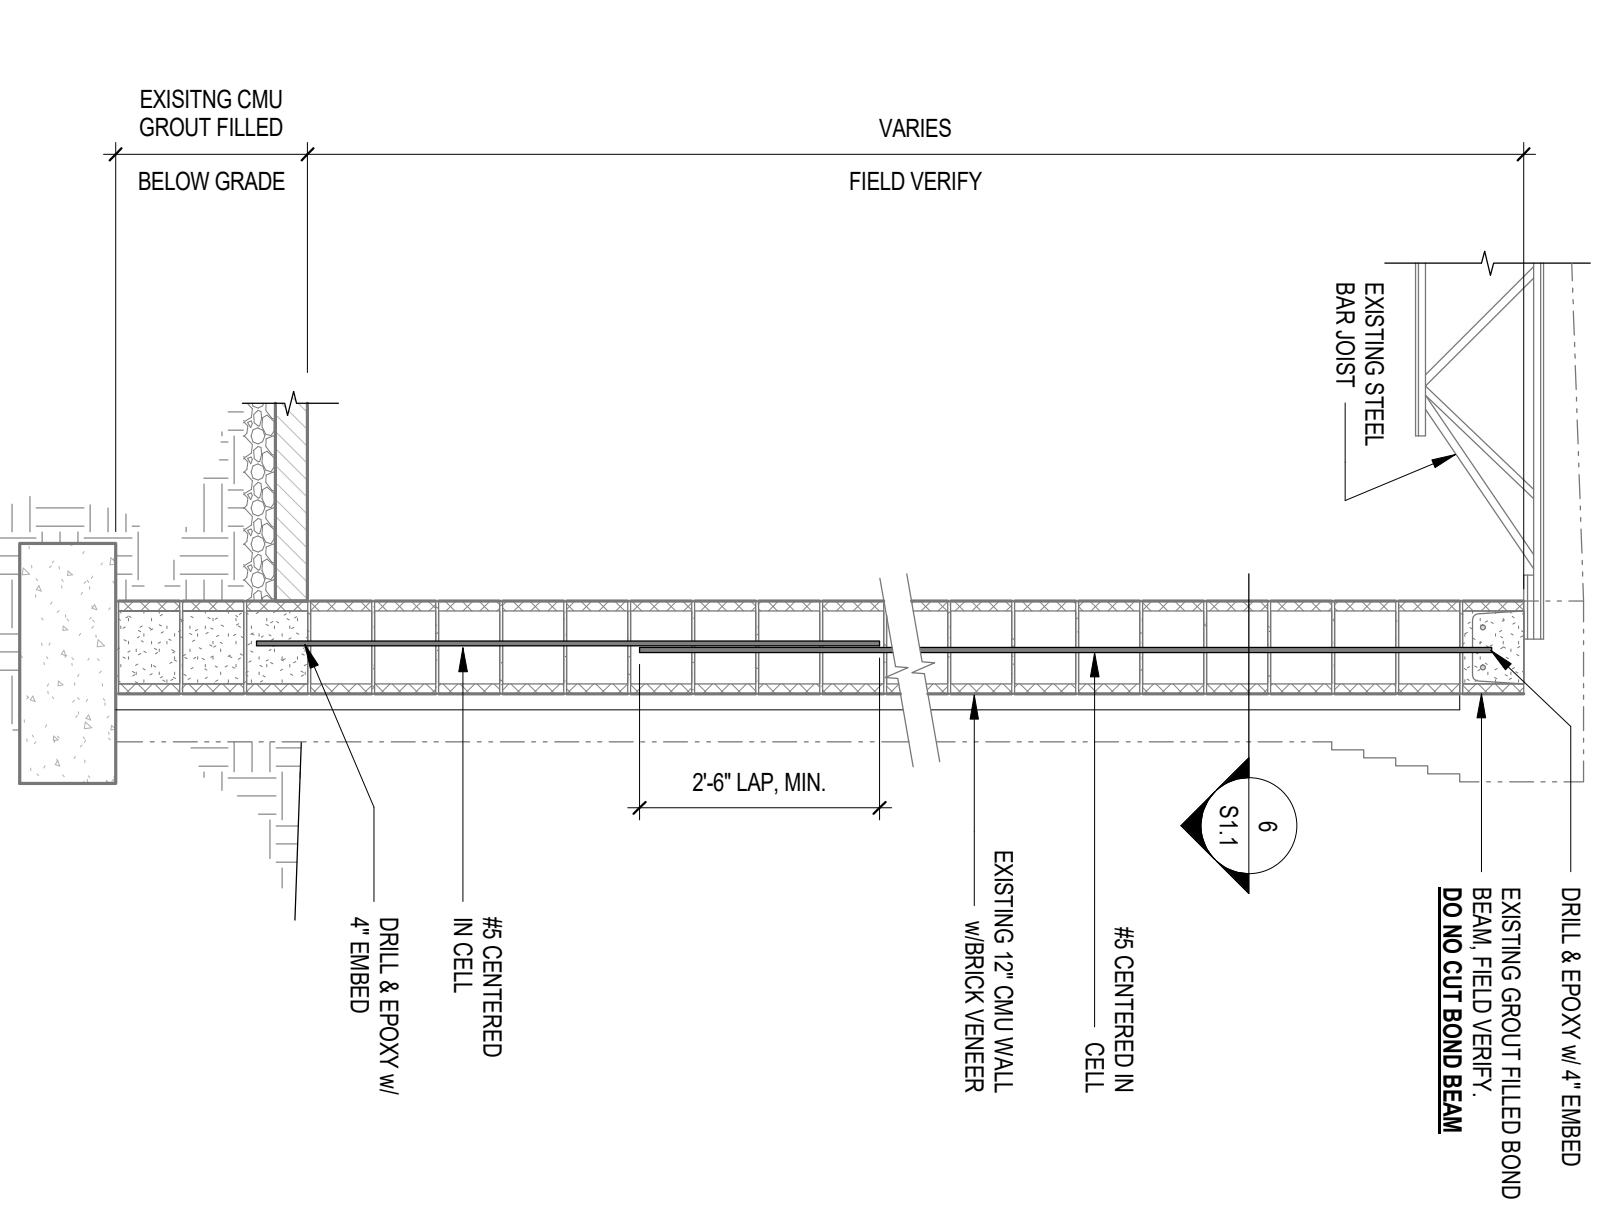 EXISITNG CMU
GROUT FILLED
BELOW GRADE
VARIES
FIELD VERIFY
EXISTING STEEL
BAR JOIST
2'-6" LAP, MIN.
6
S1.1
DRILL & EPOXY w/ 4" EMBED
EXISTING GROUT FILLED BOND
BEAM, FIELD VERIFY.
DO NO CUT BOND BEAM
#5 CENTERED IN
CELL
EXISTING 12" CMU WALL
w/BRICK VENEER
#5 CENTERED
IN CELL
DRILL & EPOXY w/
4" EMBED